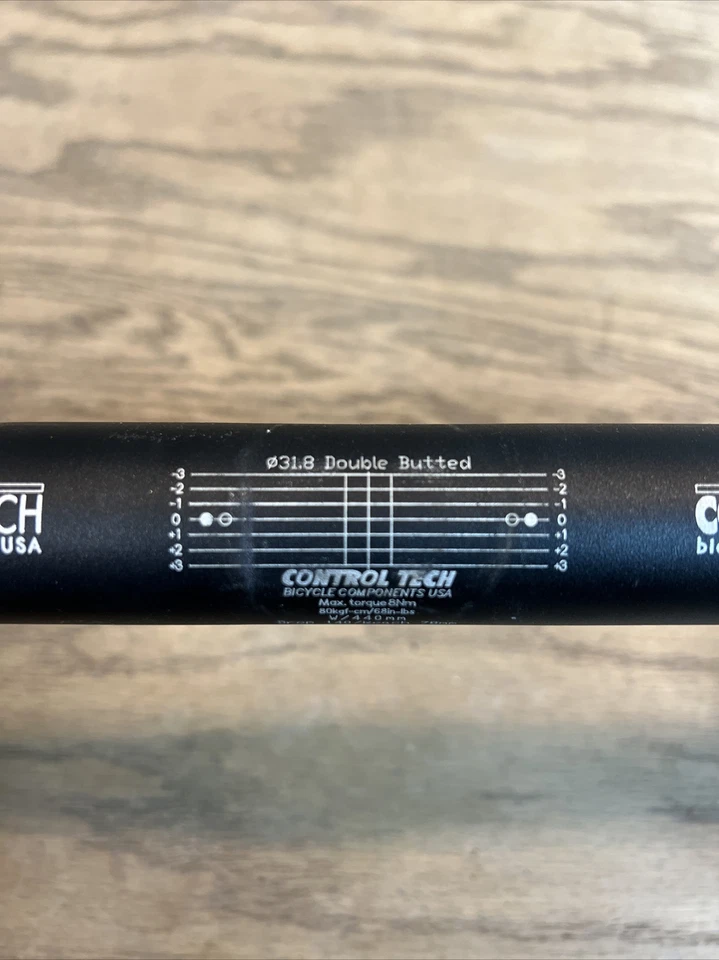 Ø31.8 Double Butted
-3 -3
-2 -2
-1 -1
0 0
+1 +1
+2 +2
+3 +3
CONTROL TECH
BICYCLE COMPONENTS USA
Max. torque 8Nm
80kgf-cm/68in-lbs
W/440mm
CH
USA